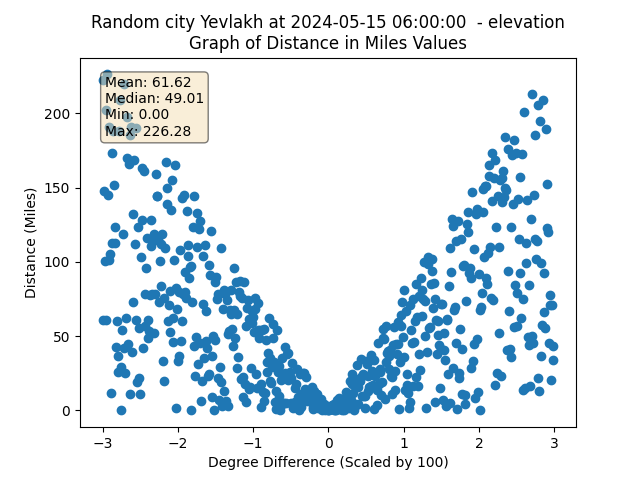 Random city Yevlakh at 2024-05-15 06:00:00  - elevation
Graph of Distance in Miles Values
Mean: 61.62
Median: 49.01
Min: 0.00
Max: 226.28
Distance (Miles)
200
150
100
50
0
−3 −2 −1 0 1 2 3
Degree Difference (Scaled by 100)